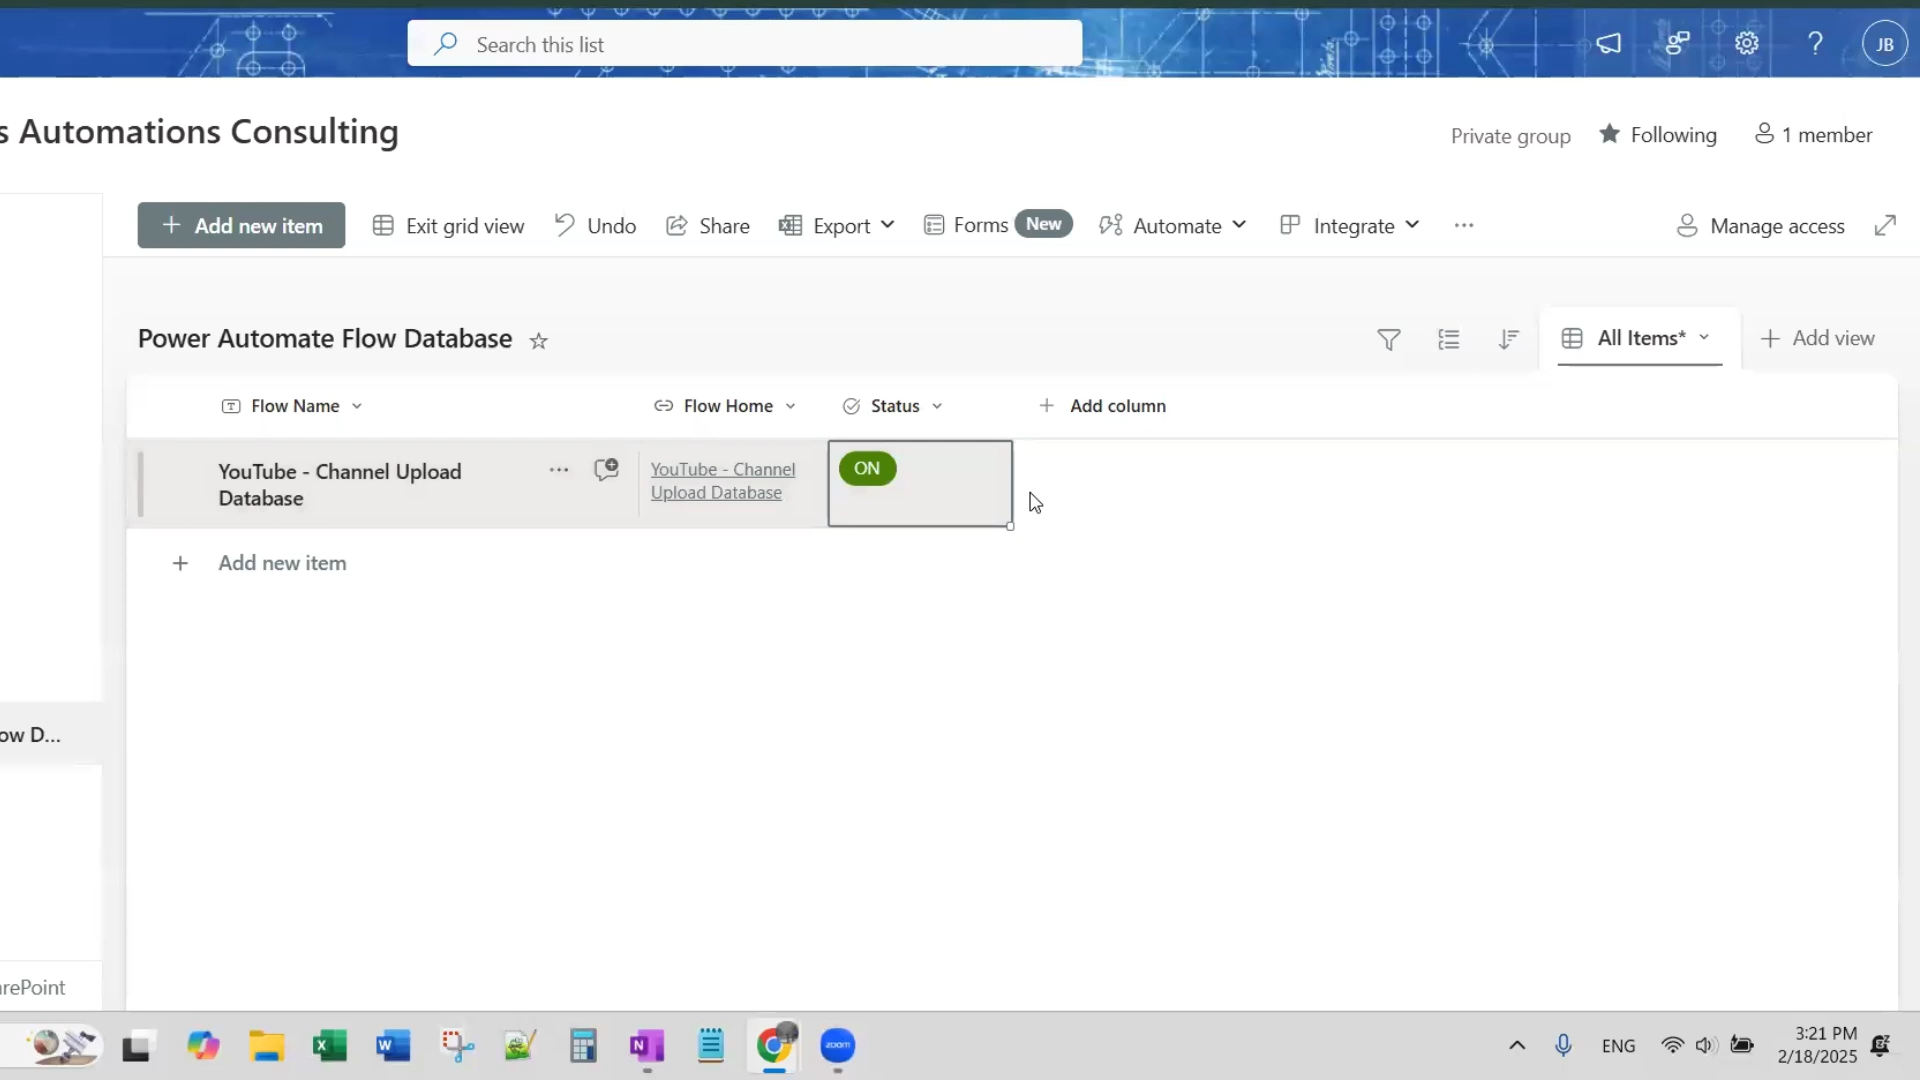 Search this list
JB
s Automations Consulting
Private group
Following
1 member
Add new item
Exit grid view
Undo
Share
Export
Forms
New
Automate
Integrate
Manage access
Power Automate Flow Database
All Items*
Add view
Flow Name
Flow Home
Status
Add column
YouTube - Channel Upload
Database
YouTube - Channel
Upload Database
ON
Add new item
ow D...
arePoint
zoom
ENG
3:21 PM
2/18/2025